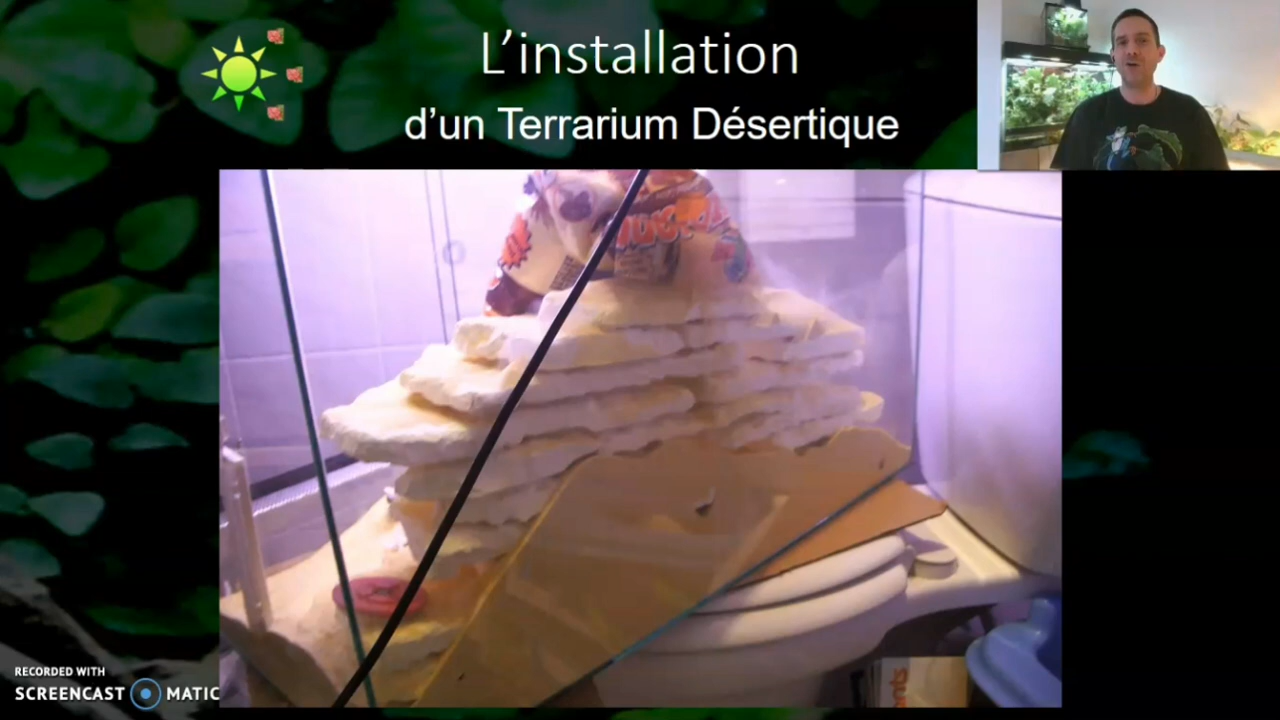 L'installation
d'un Terrarium Désertique
RECORDED WITH
SCREENCAST MATIC